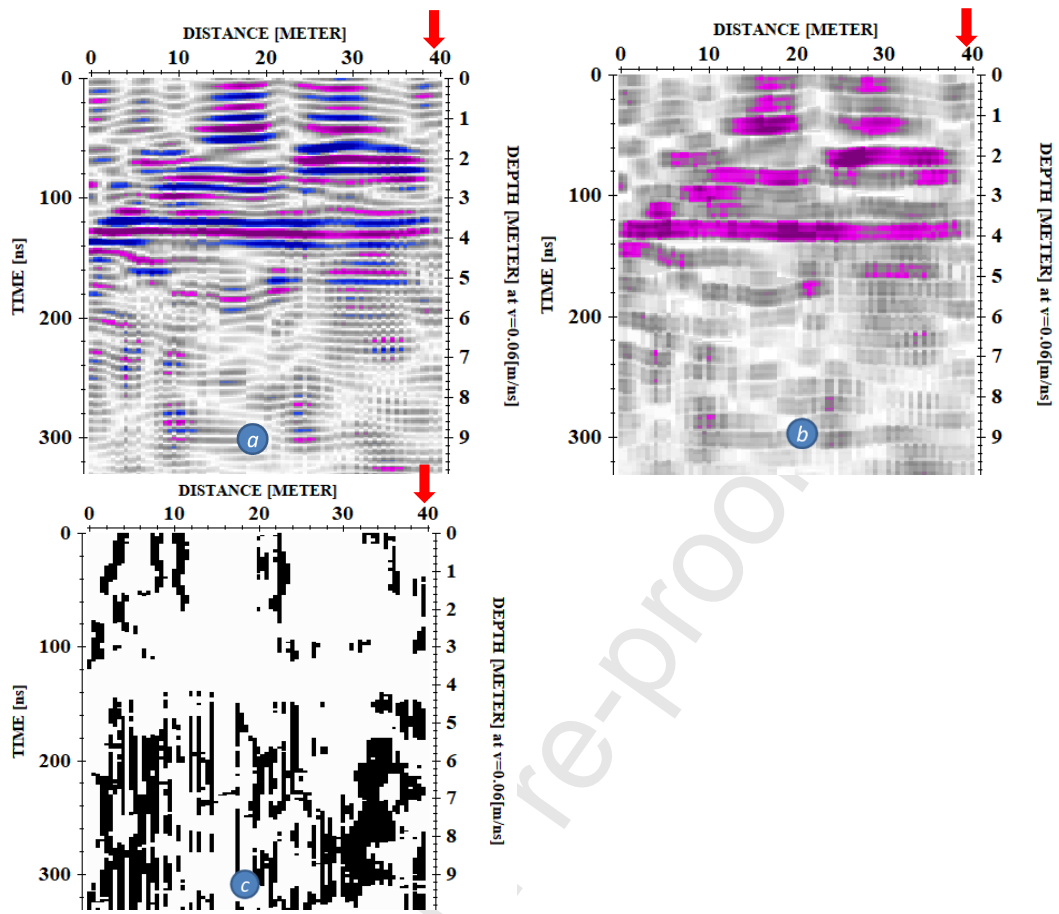 DISTANCE [METER]
0 10 20 30 40
0 100 200 300
TIME [ns]
0 1 2 3 4 5 6 7 8 9
DEPTH [METER] at v=0.06[m/ns]
a
DISTANCE [METER]
0 10 20 30 40
0 100 200 300
TIME [ns]
0 1 2 3 4 5 6 7 8 9
DEPTH [METER] at v=0.06[m/ns]
b
DISTANCE [METER]
0 10 20 30 40
0 100 200 300
TIME [ns]
0 1 2 3 4 5 6 7 8 9
DEPTH [METER] at v=0.06[m/ns]
c
re-proo